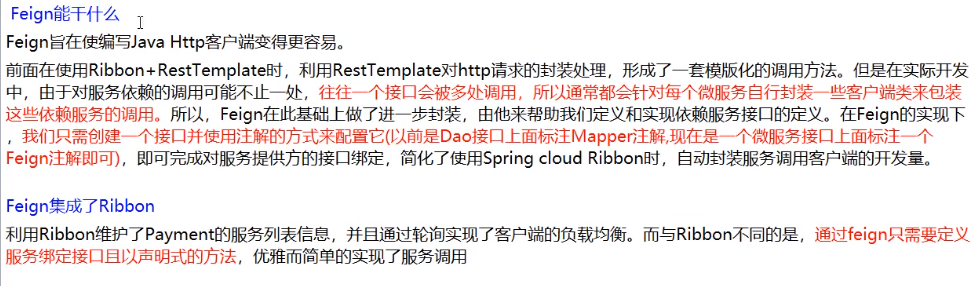 Feign能干什么
Feign旨在使编写Java Http客户端变得更容易。
前面在使用Ribbon+RestTemplate时，利用RestTemplate对http请求的封装处理，形成了一套模版化的调用方法。但是在实际开发
中，由于对服务依赖的调用可能不止一处，往往一个接口会被多处调用，所以通常都会针对每个微服务自行封装一些客户端类来包装
这些依赖服务的调用。所以，Feign在此基础上做了进一步封装，由他来帮助我们定义和实现依赖服务接口的定义。在Feign的实现下
，我们只需创建一个接口并使用注解的方式来配置它(以前是Dao接口上面标注Mapper注解,现在是一个微服务接口上面标注一个
Feign注解即可)，即可完成对服务提供方的接口绑定，简化了使用Spring cloud Ribbon时，自动封装服务调用客户端的开发量。
Feign集成了Ribbon
利用Ribbon维护了Payment的服务列表信息，并且通过轮询实现了客户端的负载均衡。而与Ribbon不同的是，通过feign只需要定义
服务绑定接口且以声明式的方法，优雅而简单的实现了服务调用